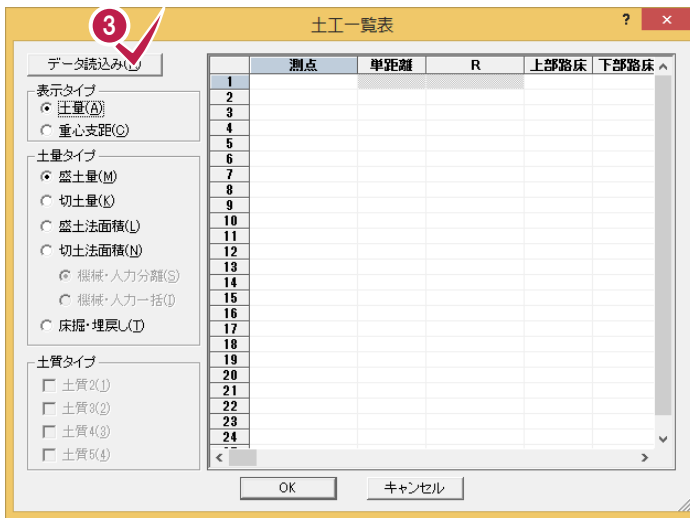 3
土工一覧表
? ×
データ読込み
測点 単距離 R 上部路床 下部路床
表示タイプ
土量(A)
重心支距(C)
土量タイプ
盛土量(M)
切土量(K)
盛土法面積(L)
切土法面積(N)
機械・人力分離(S)
機械・人力一括(I)
床掘・埋戻し(T)
土質タイプ
土質2(1)
土質3(2)
土質4(3)
土質5(4)
1
2
3
4
5
6
7
8
9
10
11
12
13
14
15
16
17
18
19
20
21
22
23
24
OK キャンセル